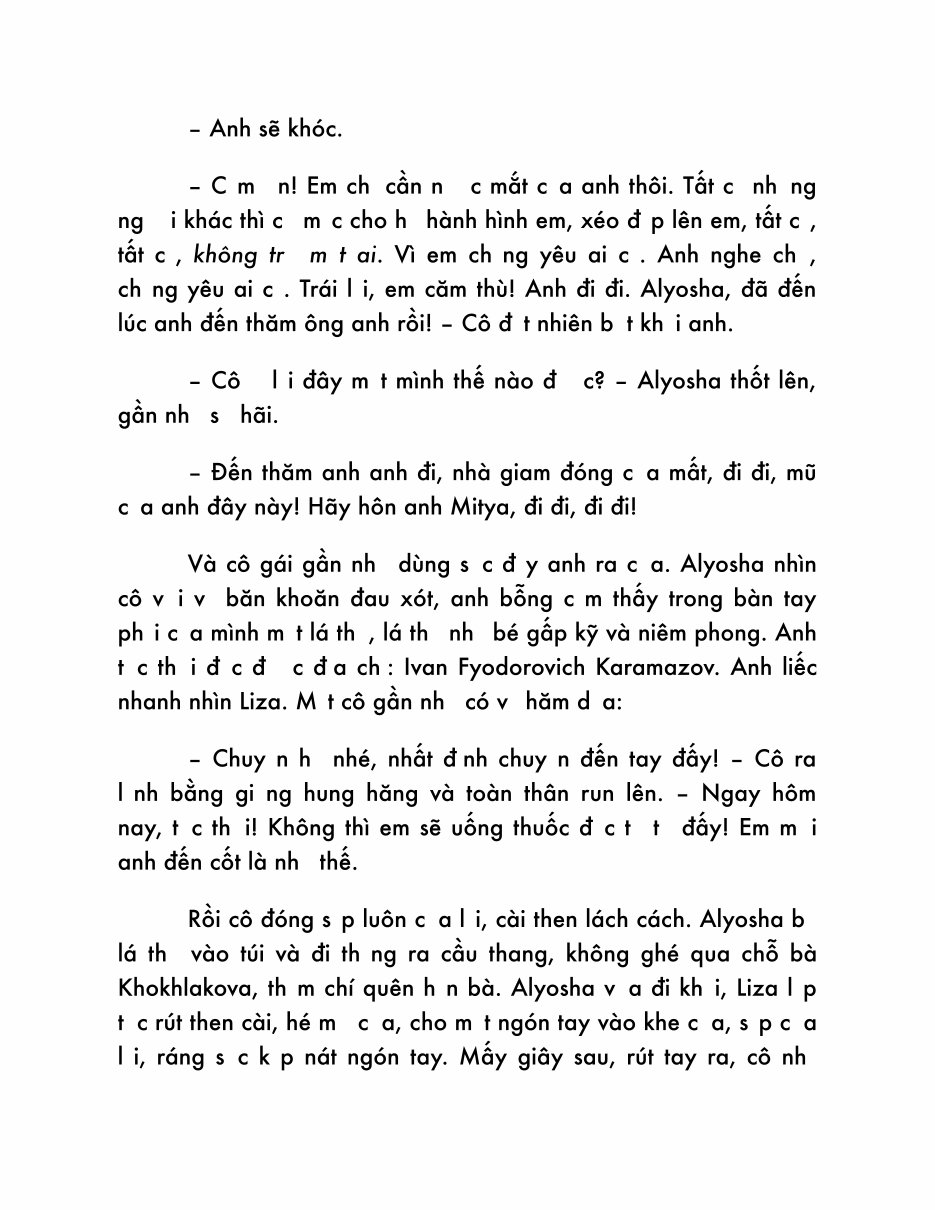 – Anh sẽ khóc.
– C m n! Em ch cần n c mắt c a anh thôi. Tất c nh ng
ng i khác thì c m c cho h hành hình em, xéo đ p lên em, tất c ,
tất c , không tr m t ai. Vì em ch ng yêu ai c . Anh nghe ch ,
ch ng yêu ai c . Trái l i, em căm thù! Anh đi đi. Alyosha, đã đến
lúc anh đến thăm ông anh rồi! – Cô đ t nhiên b t kh i anh.
– Cô l i đây m t mình thế nào đ c? – Alyosha thốt lên,
gần nh s hãi.
– Đến thăm anh anh đi, nhà giam đóng c a mất, đi đi, mũ
c a anh đây này! Hãy hôn anh Mitya, đi đi, đi đi!
Và cô gái gần nh dùng s c đ y anh ra c a. Alyosha nhìn
cô v i v băn khoăn đau xót, anh bỗng c m thấy trong bàn tay
ph i c a mình m t lá th , lá th nh bé gấp kỹ và niêm phong. Anh
t c th i đ c đ c đ a ch : Ivan Fyodorovich Karamazov. Anh liếc
nhanh nhìn Liza. M t cô gần nh có v hăm d a:
– Chuy n h nhé, nhất đ nh chuy n đến tay đấy! – Cô ra
l nh bằng gi ng hung hăng và toàn thân run lên. – Ngay hôm
nay, t c th i! Không thì em sẽ uống thuốc đ c t t đấy! Em m i
anh đến cốt là nh thế.
Rồi cô đóng s p luôn c a l i, cài then lách cách. Alyosha b
lá th vào túi và đi th ng ra cầu thang, không ghé qua chỗ bà
Khokhlakova, th m chí quên h n bà. Alyosha v a đi kh i, Liza l p
t c rút then cài, hé m c a, cho m t ngón tay vào khe c a, s p c a
l i, ráng s c k p nát ngón tay. Mấy giây sau, rút tay ra, cô nh